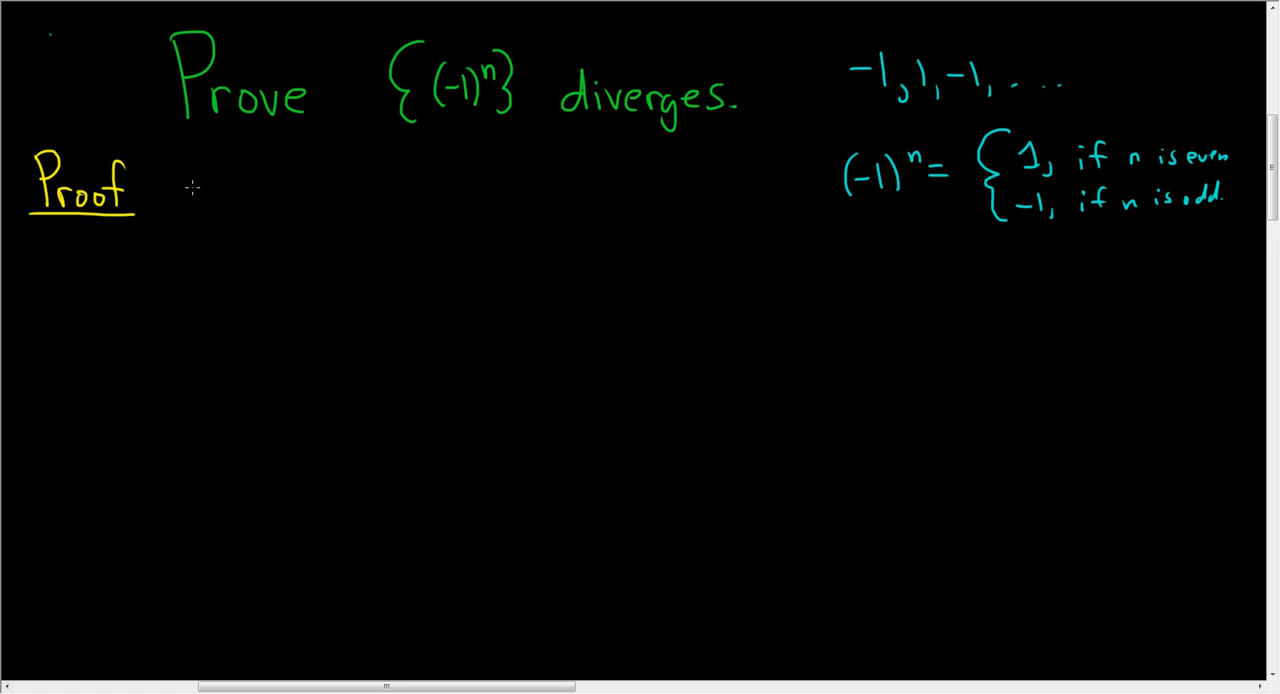 Prove {(-1)^n} diverges.
-1, 1, -1, ....
(-1)^n = { 1, if n is even
-1, if n is odd.
Proof